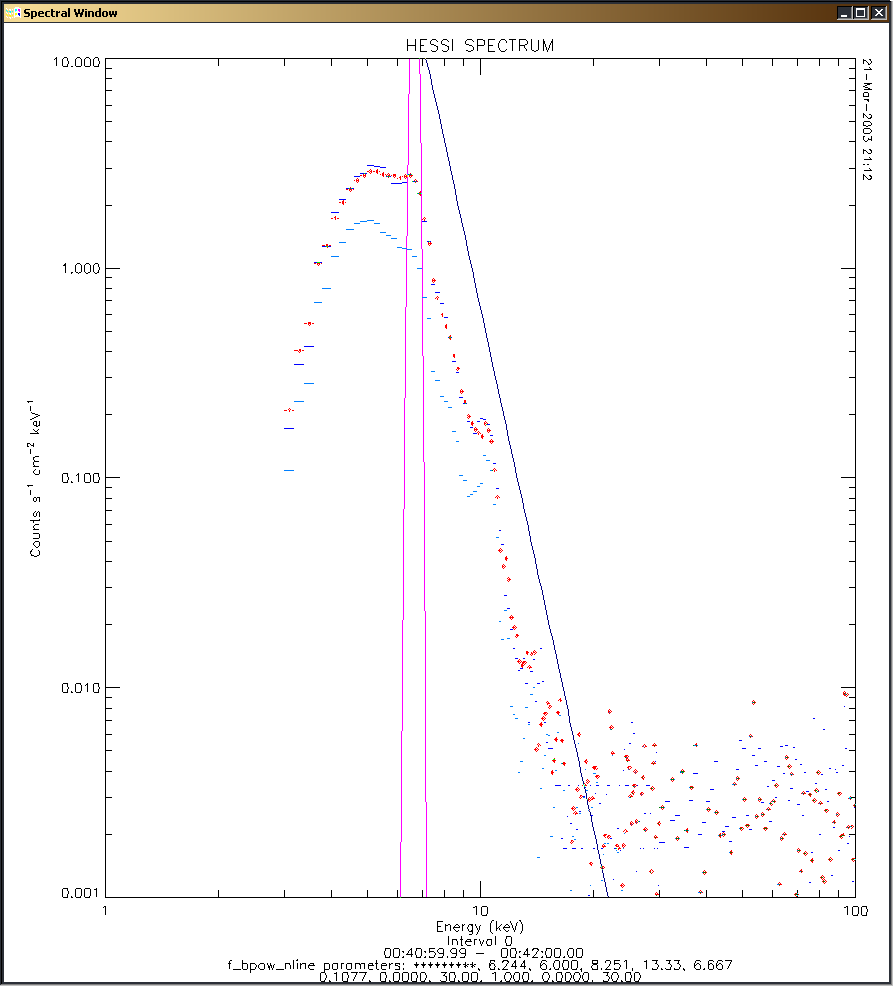 Spectral Window
HESSI SPECTRUM
21-Mar-2003 21:12
10.000
1.000
0.100
0.010
0.001
Counts s⁻¹ cm⁻² keV⁻¹
1
10
100
Energy (keV)
Interval 0
00:40:59.99 - 00:42:00.00
f_bpow_nline parameters: *********, 6.244, 6.000, 8.251, 13.33, 6.667
0.1077, 0.0000, 30.00, 1.000, 0.0000, 30.00